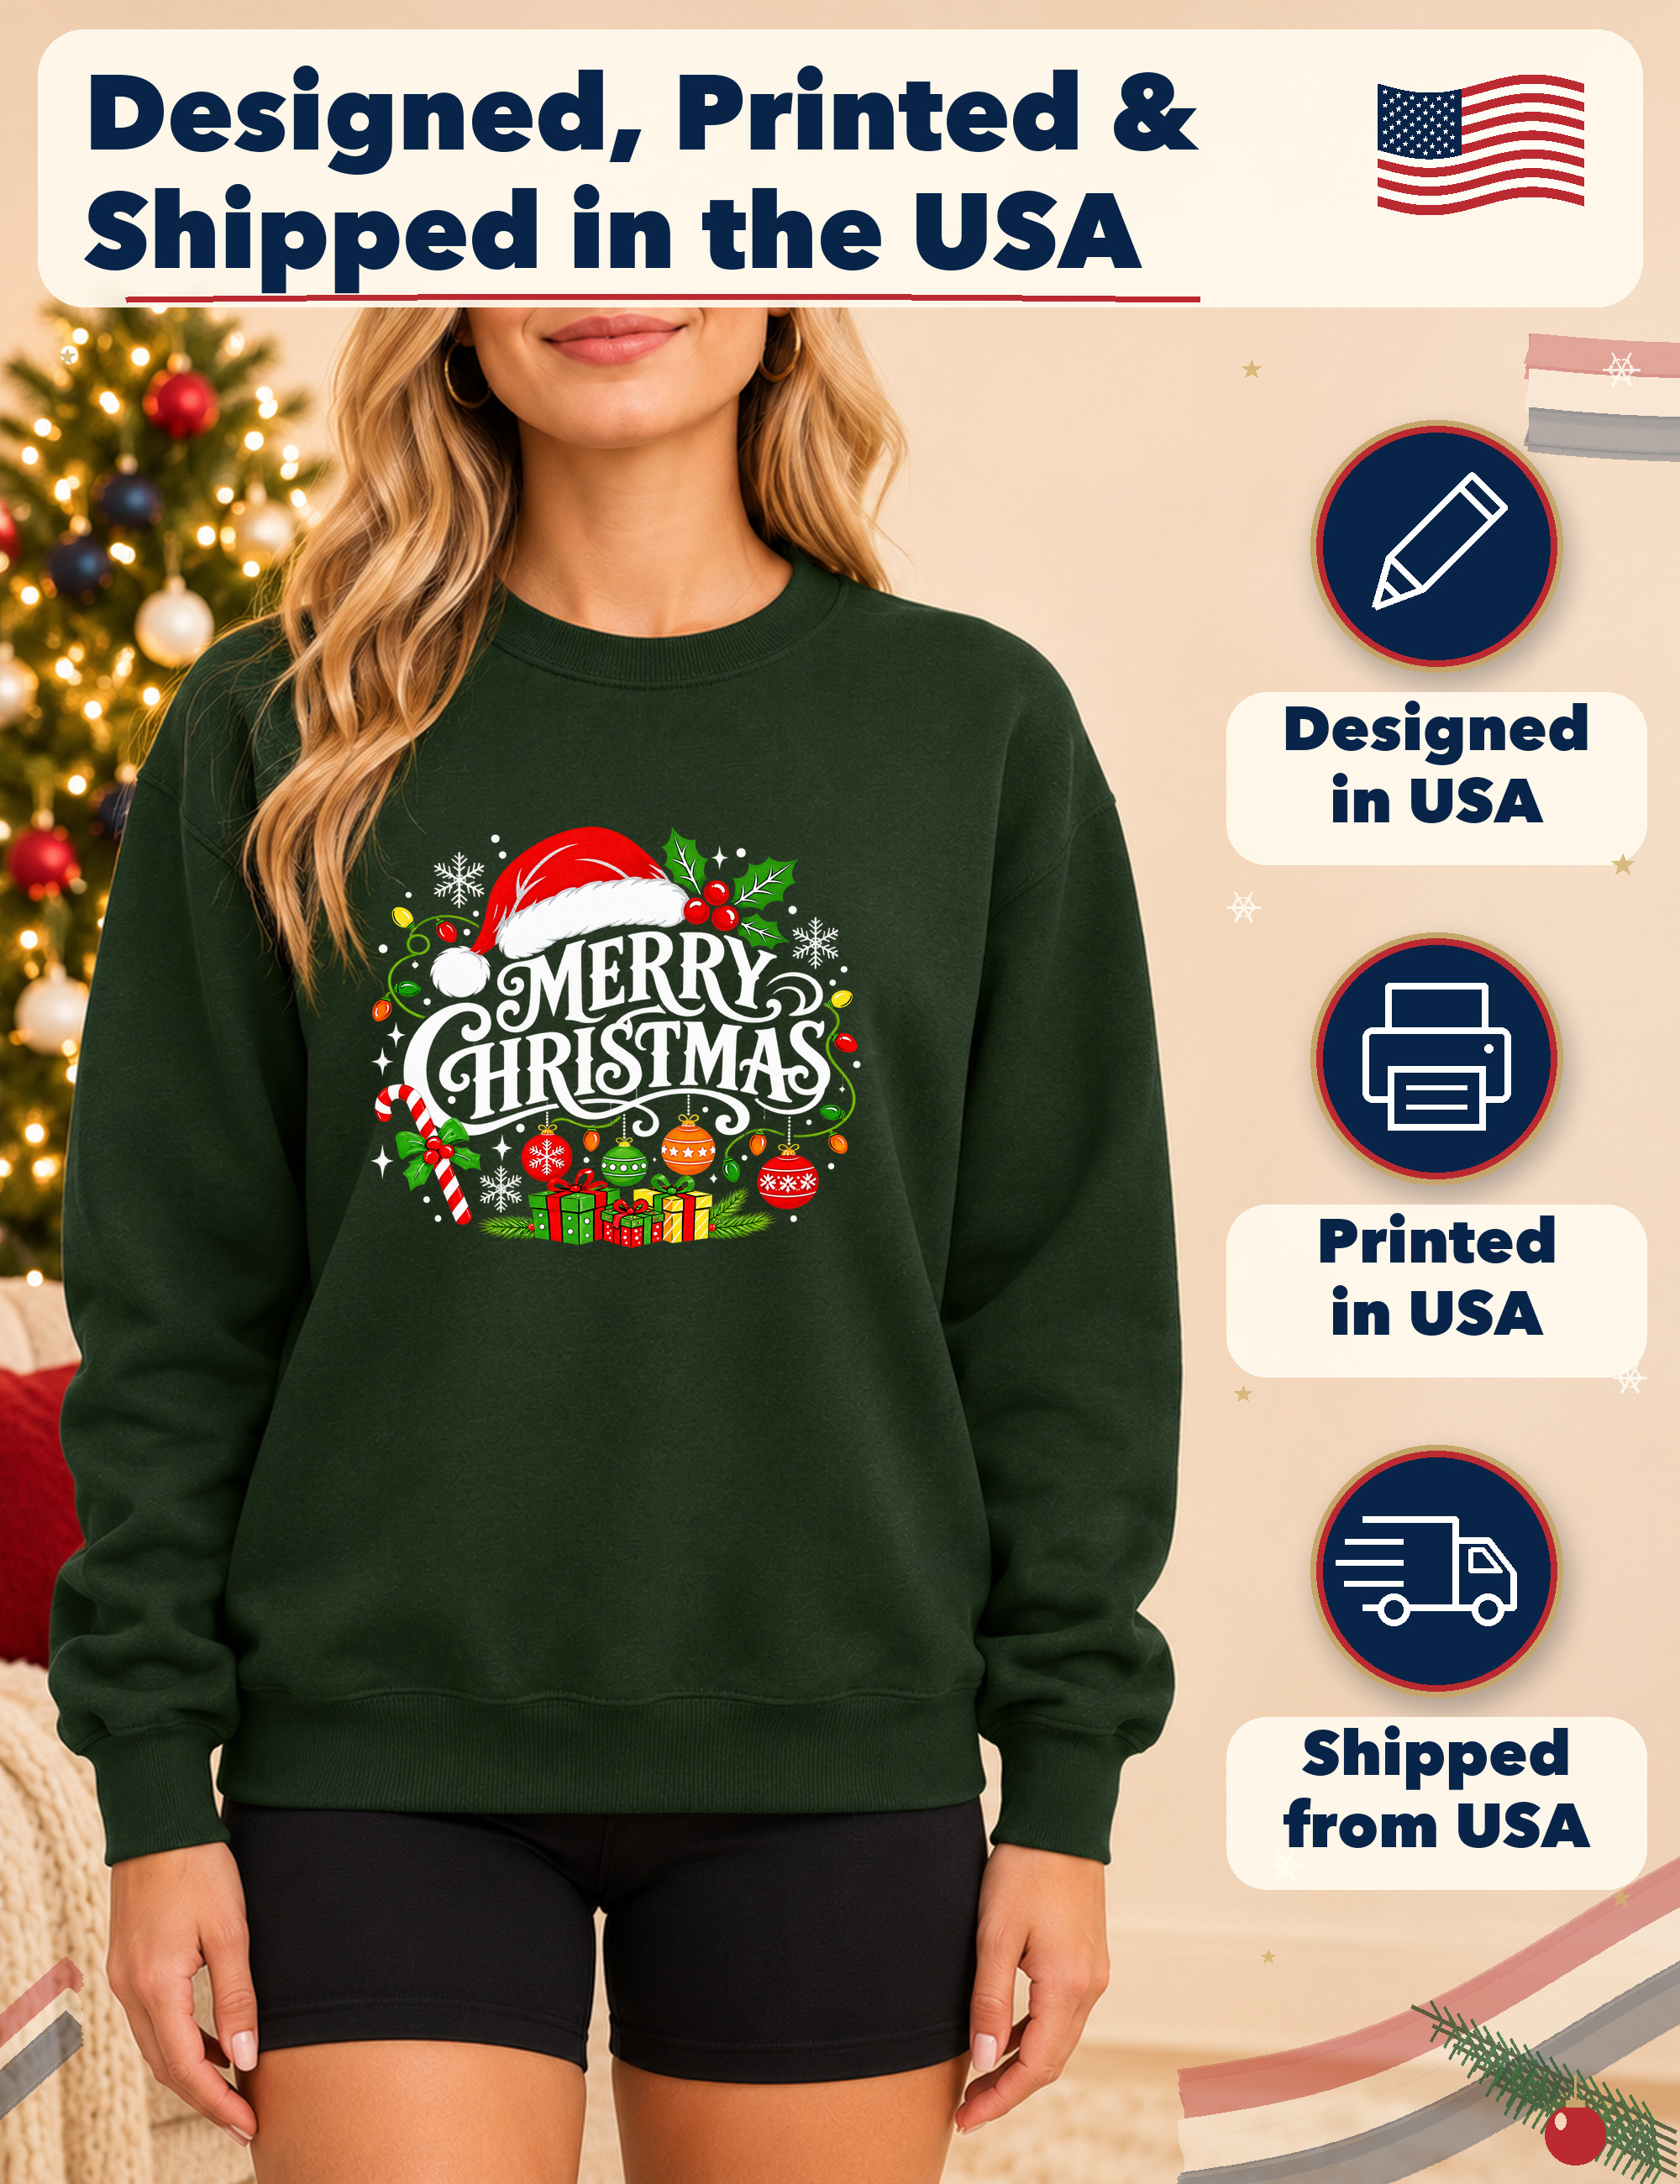 Designed, Printed &
Shipped in the USA
MERRY
CHRISTMAS
Designed
in USA
Printed
in USA
Shipped
from USA